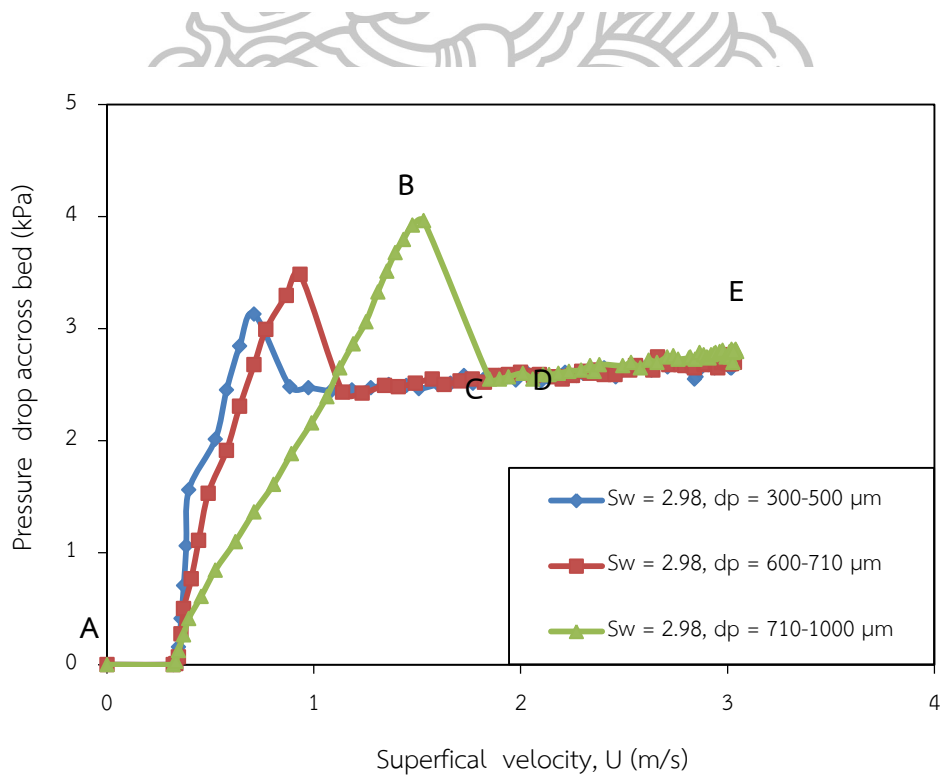 5
4
3
2
1
0
Pressure drop accross bed (kPa)
A
B
C
D
E
Sw = 2.98, dp = 300-500 µm
Sw = 2.98, dp = 600-710 µm
Sw = 2.98, dp = 710-1000 µm
0 1 2 3 4
Superfical velocity, U (m/s)